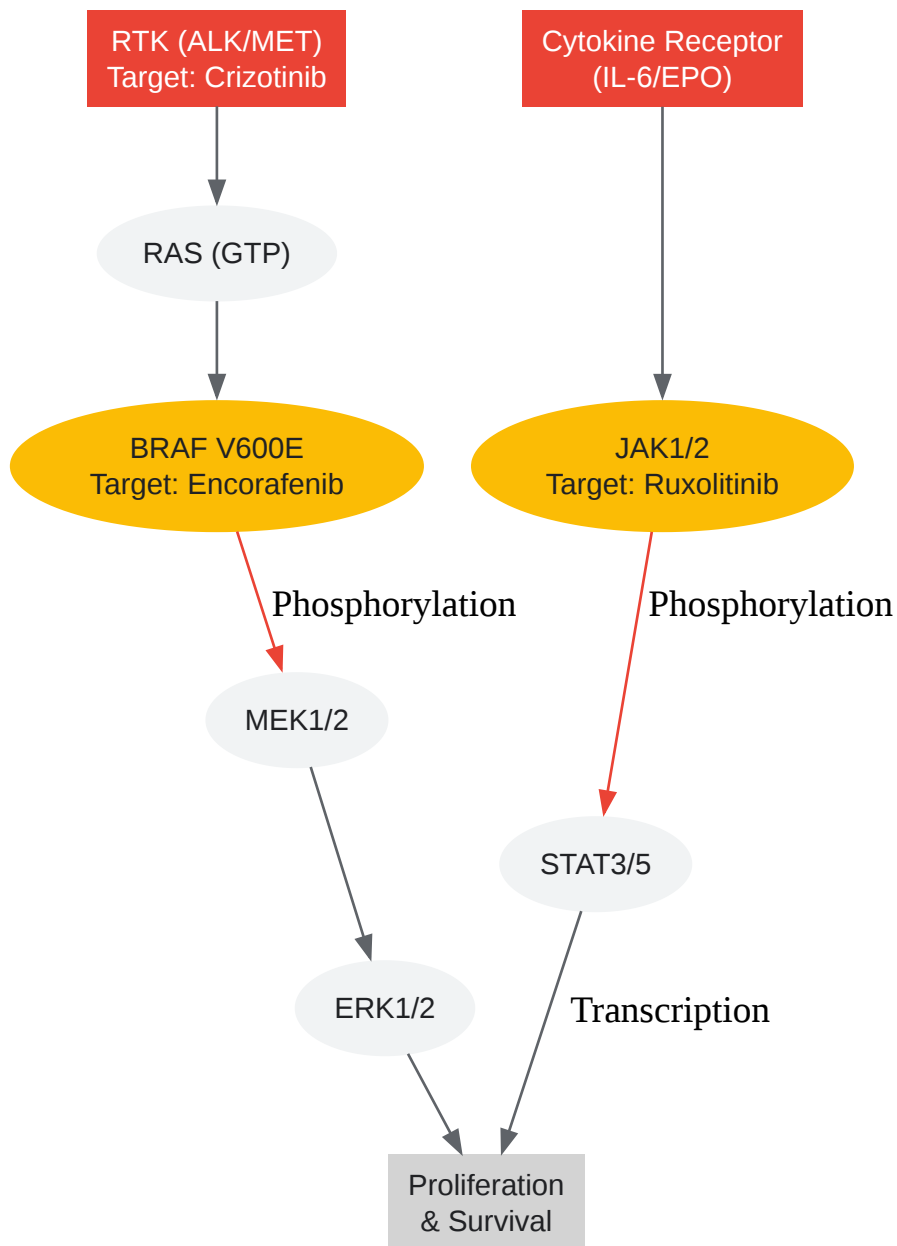 RTK (ALK/MET)
Target: Crizotinib
Cytokine Receptor
(IL-6/EPO)
RAS (GTP)
BRAF V600E
Target: Encorafenib
JAK1/2
Target: Ruxolitinib
Phosphorylation
Phosphorylation
MEK1/2
STAT3/5
ERK1/2
Transcription
Proliferation
& Survival